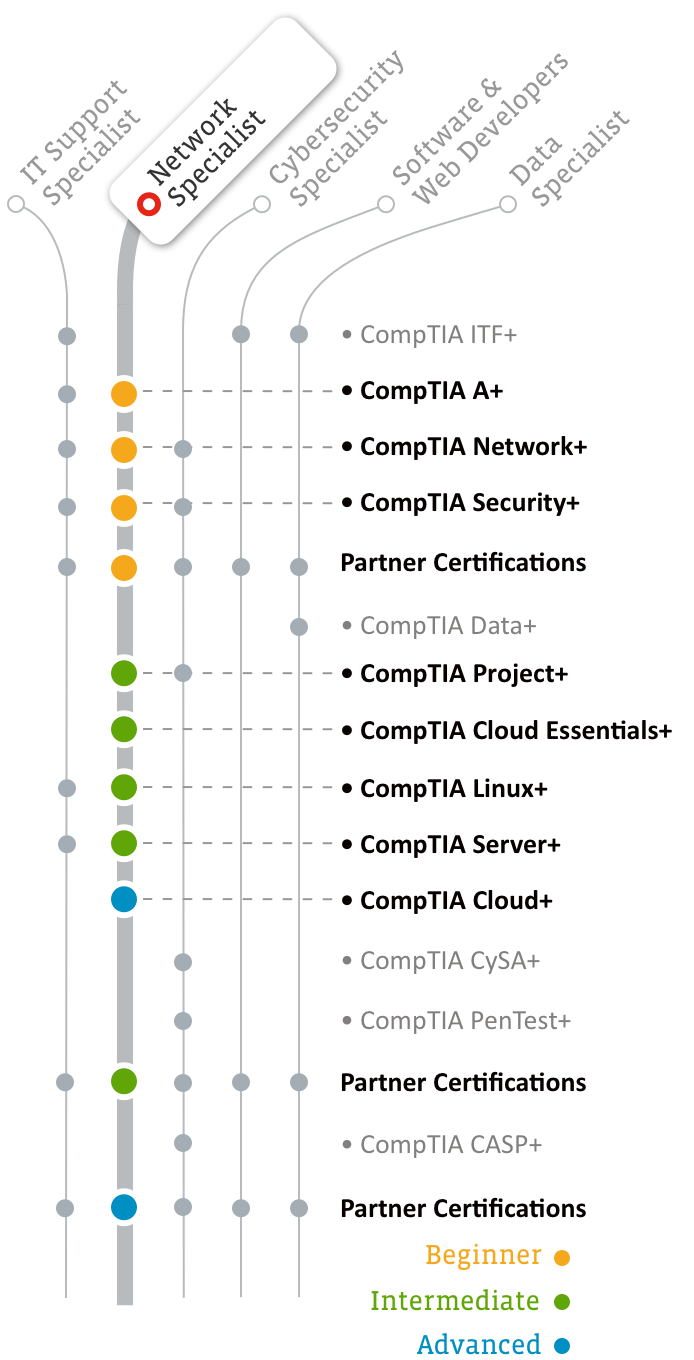 IT Support
Specialist
Network
Specialist
Cybersecurity
Specialist
Software &
Web Developers
Data
Specialist
• CompTIA ITF+
• CompTIA A+
• CompTIA Network+
• CompTIA Security+
Partner Certifications
• CompTIA Data+
• CompTIA Project+
• CompTIA Cloud Essentials+
• CompTIA Linux+
• CompTIA Server+
• CompTIA Cloud+
• CompTIA CySA+
• CompTIA PenTest+
Partner Certifications
• CompTIA CASP+
Partner Certifications
Beginner
Intermediate
Advanced